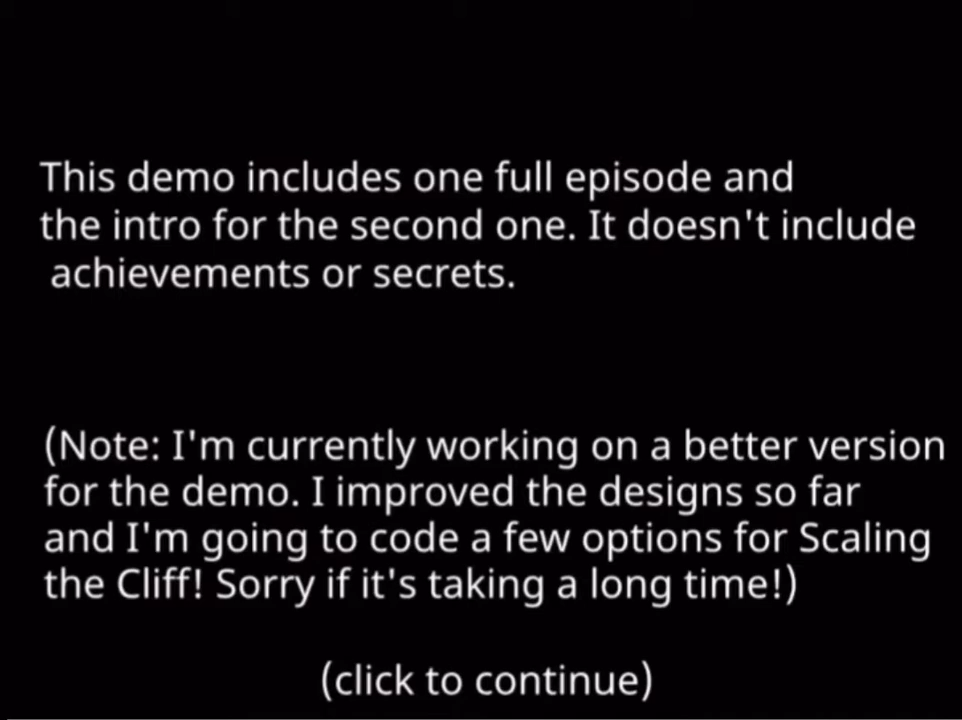 This demo includes one full episode and
the intro for the second one. It doesn't include
achievements or secrets.
(Note: I'm currently working on a better version
for the demo. I improved the designs so far
and I'm going to code a few options for Scaling
the Cliff! Sorry if it's taking a long time!)
(click to continue)